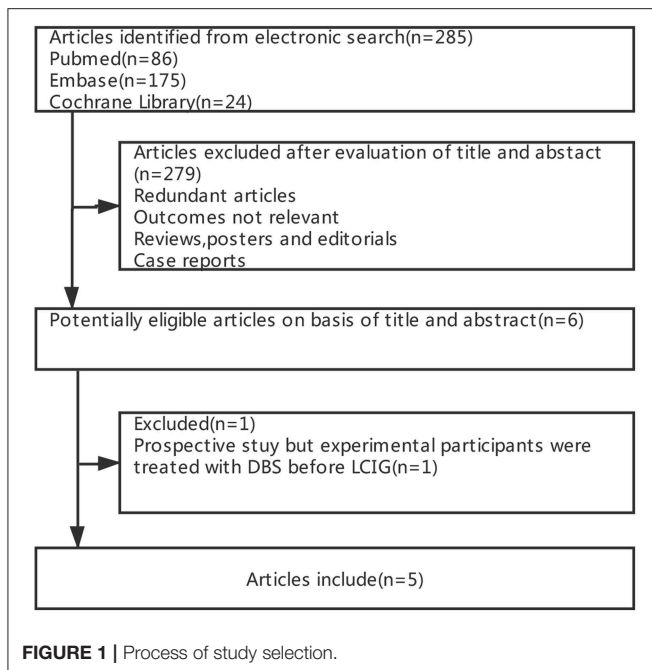 Articles identified from electronic search(n=285)
Pubmed(n=86)
Embase(n=175)
Cochrane Library(n=24)
Articles excluded after evaluation of title and abstact
(n=279)
Redundant articles
Outcomes not relevant
Reviews,posters and editorials
Case reports
Potentially eligible articles on basis of title and abstract(n=6)
Excluded(n=1)
Prospective stuy but experimental participants were
treated with DBS before LCIG(n=1)
Articles include(n=5)
FIGURE 1 | Process of study selection.